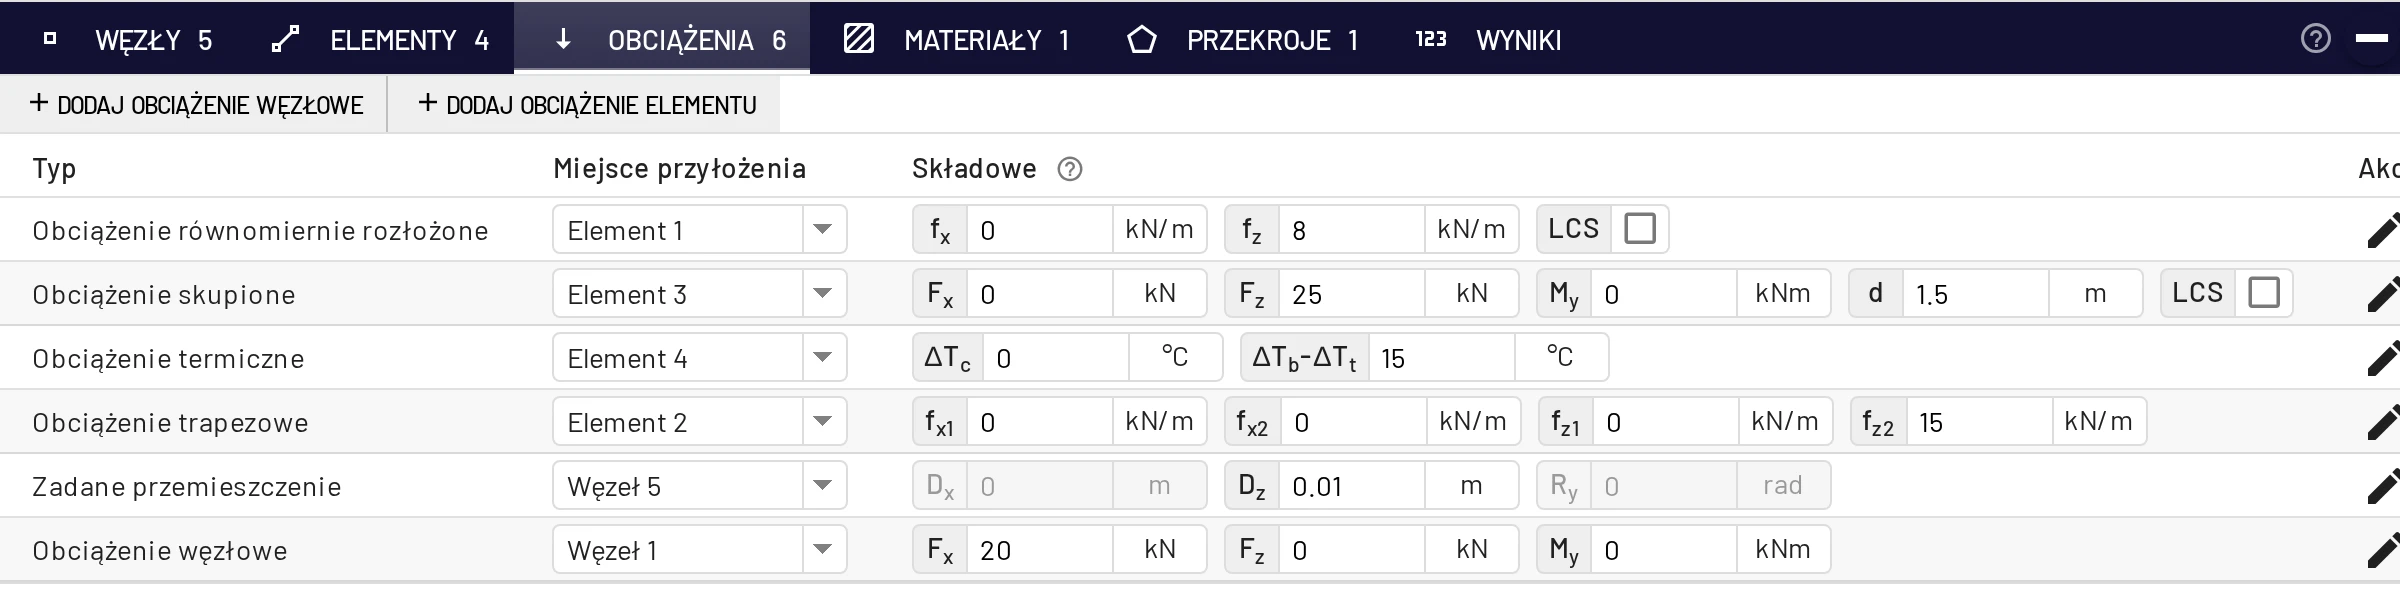 WĘZŁY 5 ELEMENTY 4 OBCIĄŻENIA 6 MATERIAŁY 1 PRZEKROJE 1 123 WYNIKI ?
+ DODAJ OBCIĄŻENIE WĘZŁOWE + DODAJ OBCIĄŻENIE ELEMENTU
Typ Miejsce przyłożenia Składowe ? Akc
Obciążenie równomiernie rozłożone Element 1 fx 0 kN/m fz 8 kN/m LCS
Obciążenie skupione Element 3 Fx 0 kN Fz 25 kN My 0 kNm d 1.5 m LCS
Obciążenie termiczne Element 4 ΔTc 0 °C ΔTb-ΔTt 15 °C
Obciążenie trapezowe Element 2 fx1 0 kN/m fx2 0 kN/m fz1 0 kN/m fz2 15 kN/m
Zadane przemieszczenie Węzeł 5 Dx 0 m Dz 0.01 m Ry 0 rad
Obciążenie węzłowe Węzeł 1 Fx 20 kN Fz 0 kN My 0 kNm